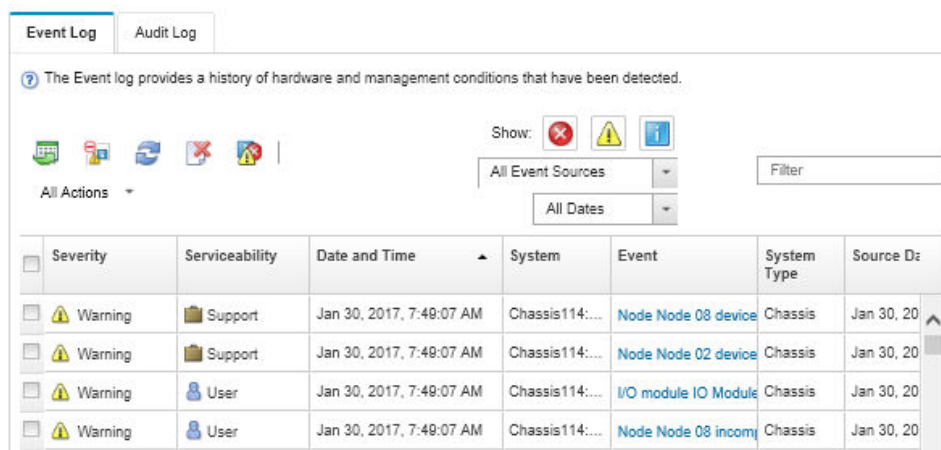 Event Log Audit Log
The Event log provides a history of hardware and management conditions that have been detected.
Show:
All Event Sources Filter
All Actions
All Dates
Severity Serviceability Date and Time System Event System Type Source Da
Warning Support Jan 30, 2017, 7:49:07 AM Chassis114:... Node Node 08 device Chassis Jan 30, 20
Warning Support Jan 30, 2017, 7:49:07 AM Chassis114:... Node Node 02 device Chassis Jan 30, 20
Warning User Jan 30, 2017, 7:49:07 AM Chassis114:... I/O module IO Module Chassis Jan 30, 20
Warning User Jan 30, 2017, 7:49:07 AM Chassis114:... Node Node 08 incomp Chassis Jan 30, 20